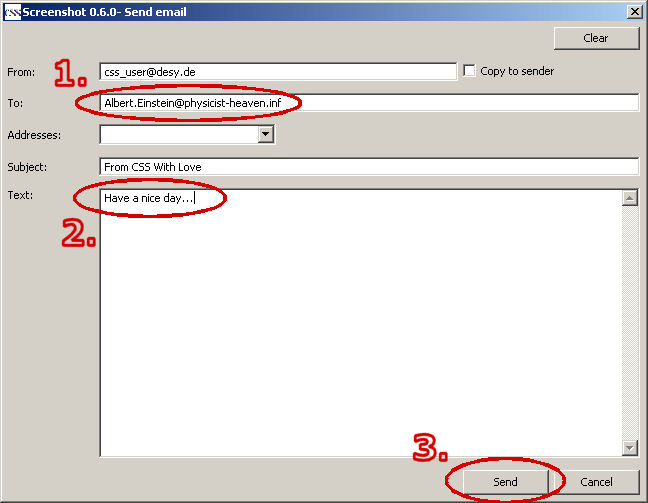 CSS Screenshot 0.6.0- Send email
Clear
1.
From: css_user@desy.de Copy to sender
To: Albert.Einstein@physicist-heaven.inf
Addresses:
Subject: From CSS With Love
Text: Have a nice day...
2.
3.
Send Cancel